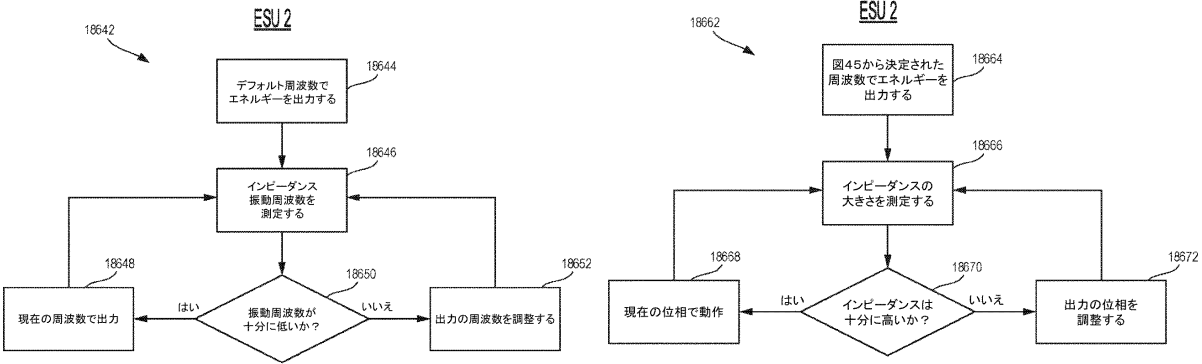 ESU 2
18642
18644
デフォルト周波数で
エネルギーを出力する
18646
インピーダンス
振動周波数を
測定する
18648
現在の周波数で出力
はい
18650
振動周波数が
十分に低いか?
いいえ
18652
出力の周波数を調整する
ESU 2
18662
18664
図45から決定された
周波数でエネルギーを
出力する
18666
インピーダンスの
大きさを測定する
18668
現在の位相で動作
はい
18670
インピーダンスは
十分に高いか?
いいえ
18672
出力の位相を
調整する